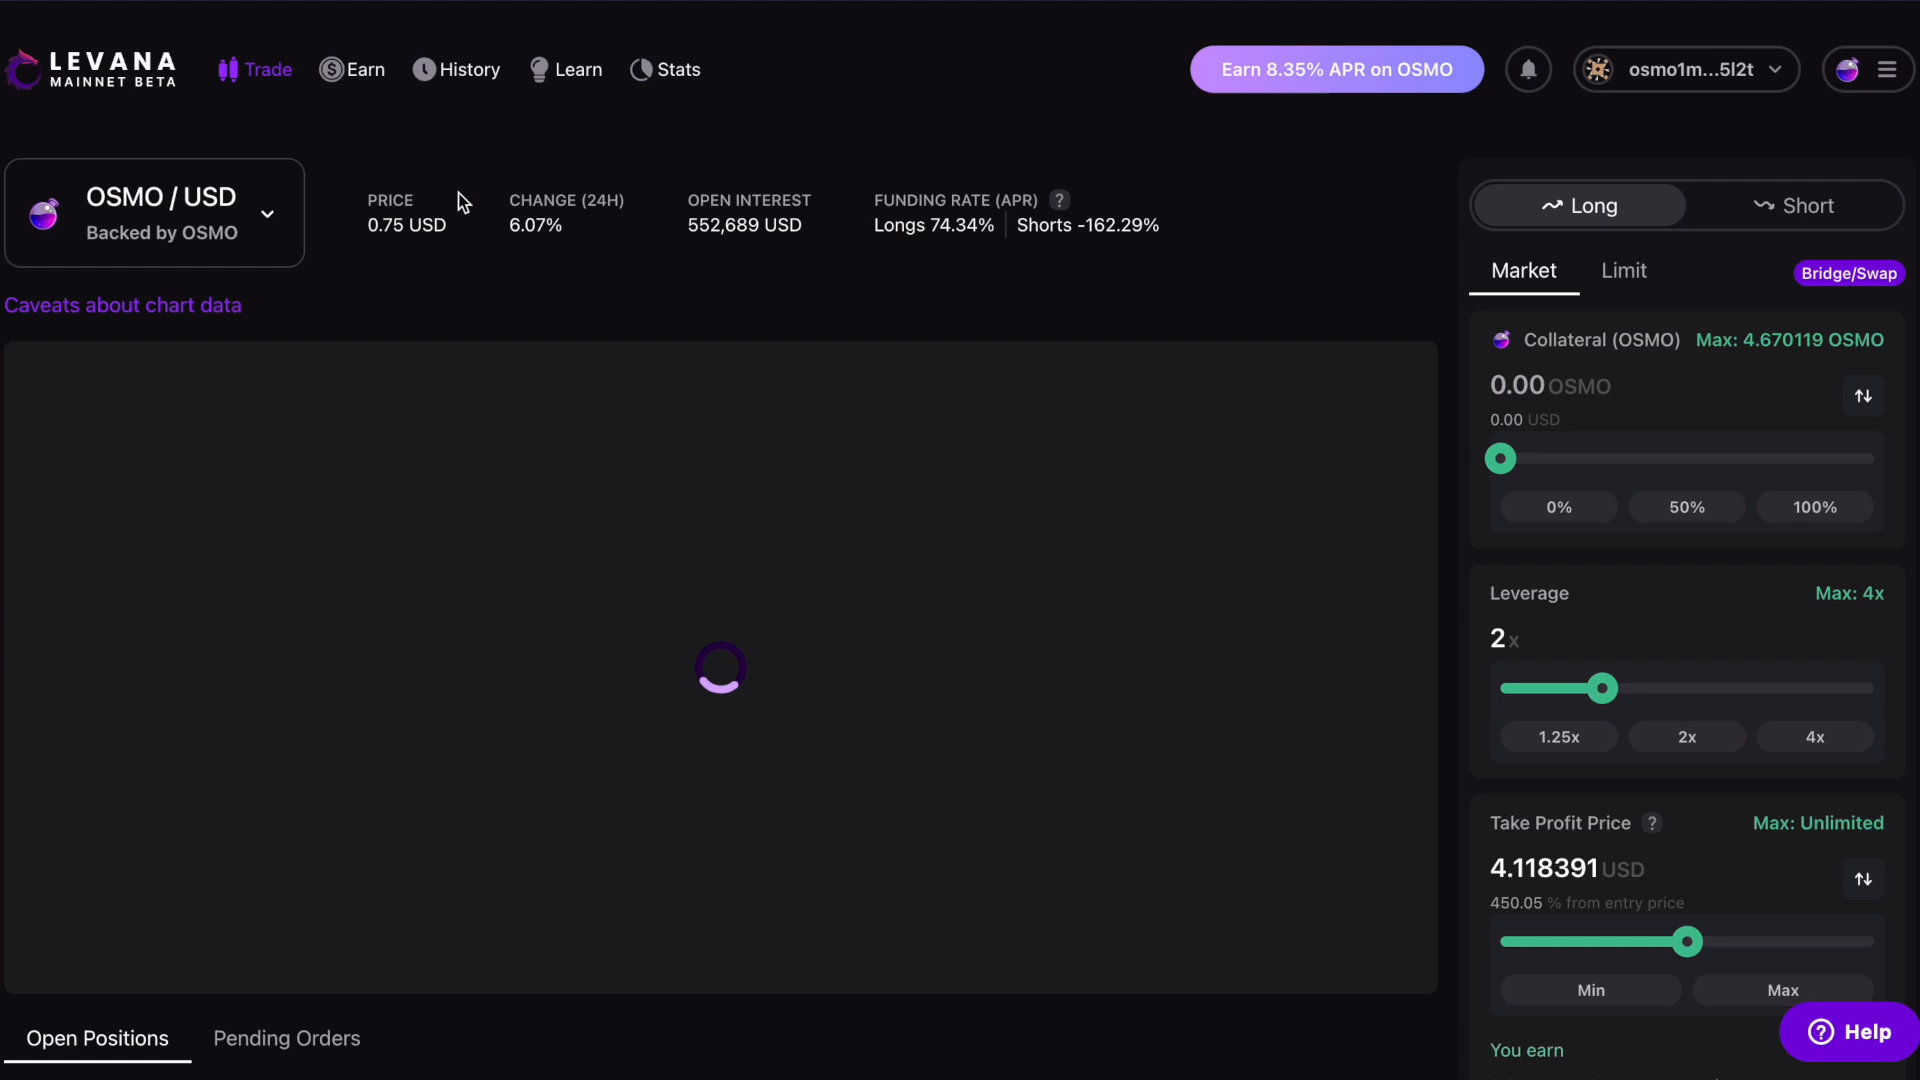 LEVANA
MAINNET BETA
Trade
Earn
History
Learn
Stats
Earn 8.35% APR on OSMO
osmo1m...5l2t
OSMO / USD
Backed by OSMO
PRICE
0.75 USD
CHANGE (24H)
6.07%
OPEN INTEREST
552,689 USD
FUNDING RATE (APR) ?
Longs 74.34% Shorts -162.29%
Caveats about chart data
Long
Short
Market
Limit
Bridge/Swap
Collateral (OSMO) Max: 4.670119 OSMO
0.00 OSMO
0.00 USD
0% 50% 100%
Leverage Max: 4x
2x
1.25x 2x 4x
Take Profit Price ? Max: Unlimited
4.118391 USD
450.05 % from entry price
Min Max
You earn
? Help
Open Positions
Pending Orders